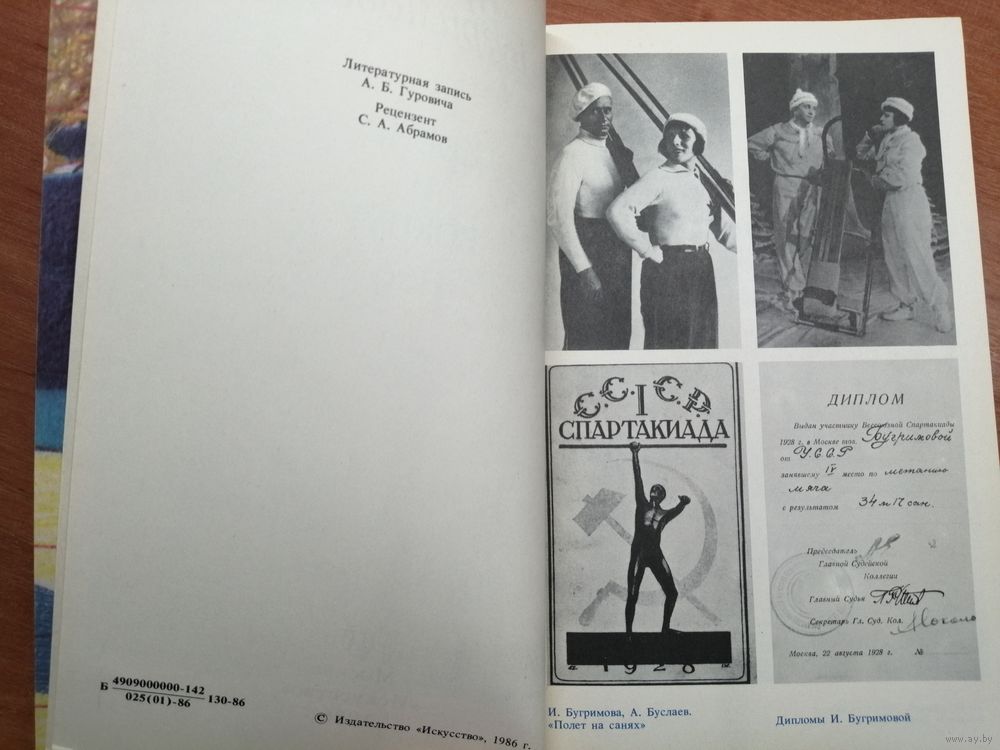 Литературная запись
А. Б. Гуровича
Рецензент
С. А. Абрамов
4909000000-142
Б 130-86
025(01)-86
© Издательство «Искусство», 1986 г.
С.С.С.Р.
I
СПАРТАКИАДА
1928
ДИПЛОМ
Выдан участнику Всесоюзной Спартакиады
1928 г. в Москве тов. Бугримовой
от У.С.С.Р
занявшему IV место по метанию
мяча
с результатом 34 м 17 сан.
Председатель
Главной Судейской
Коллегии
Главный Судья
Секретарь Гл. Суд. Кол.
Москва, 22 августа 1928 г. №
И. Бугримова, А. Буслаев.
«Полет на санях»
Дипломы И. Бугримовой
www.ay.by